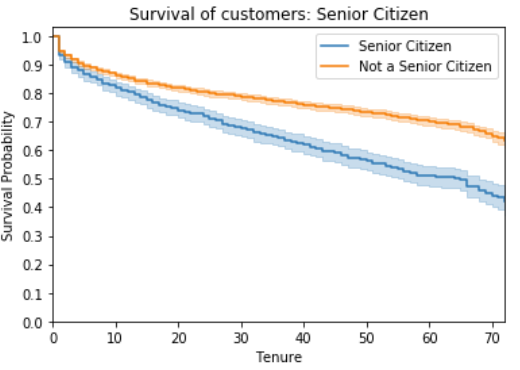 Survival of customers: Senior Citizen
Senior Citizen
Not a Senior Citizen
Survival Probability
1.0
0.9
0.8
0.7
0.6
0.5
0.4
0.3
0.2
0.1
0.0
0 10 20 30 40 50 60 70
Tenure